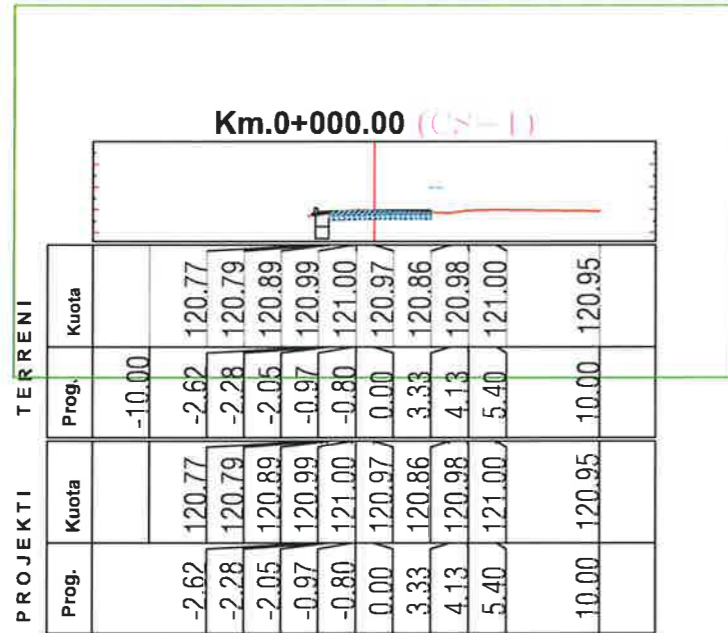 Km.0+000.00 (CS-1)
TERRENI
Kuota 120.77 120.79 120.89 120.99 121.00 120.97 120.86 120.98 121.00 120.95
Prog. -10.00 -2.62 -2.28 -2.05 -0.97 -0.80 0.00 3.33 4.13 5.40 10.00
PROJEKTI
Kuota 120.77 120.79 120.89 120.99 121.00 120.97 120.86 120.98 121.00 120.95
Prog. -2.62 -2.28 -2.05 -0.97 -0.80 0.00 3.33 4.13 5.40 10.00